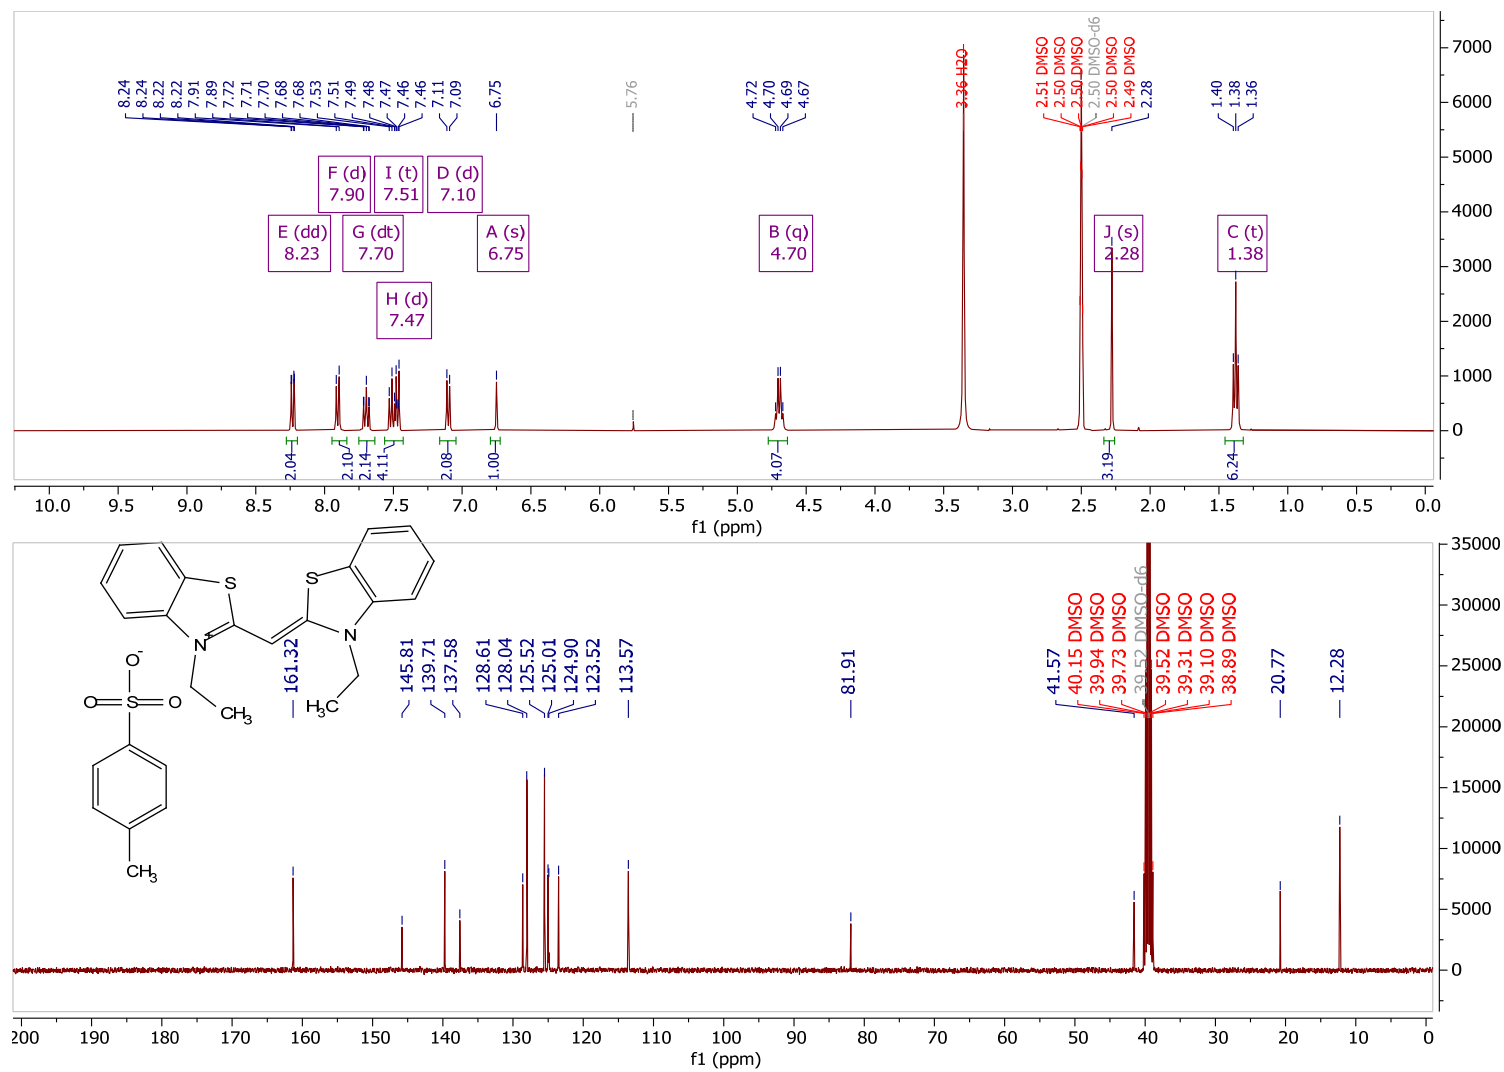 8.24
8.24
8.22
8.22
7.91
7.89
7.72
7.71
7.70
7.68
7.68
7.53
7.51
7.49
7.48
7.47
7.46
7.46
7.11
7.09
6.75
5.76
4.72
4.70
4.69
4.67
3.36 H2O
2.51 DMSO
2.50 DMSO
2.50 DMSO
2.50 DMSO-d6
2.50 DMSO
2.49 DMSO
2.28
1.40
1.38
1.36
F (d)
7.90
I (t)
7.51
D (d)
7.10
E (dd)
8.23
G (dt)
7.70
A (s)
6.75
B (q)
4.70
J (s)
2.28
C (t)
1.38
H (d)
7.47
7000
6000
5000
4000
3000
2000
1000
0
2.04
2.10
2.14
4.11
2.08
1.00
4.07
3.19
6.24
10.0 9.5 9.0 8.5 8.0 7.5 7.0 6.5 6.0 5.5 5.0 4.5 4.0 3.5 3.0 2.5 2.0 1.5 1.0 0.5 0.0
f1 (ppm)
S
S
N+
N
O-
O S O
CH3
H3C
CH3
161.32
145.81
139.71
137.58
128.61
128.04
125.52
125.01
124.90
123.52
113.57
81.91
41.57
40.15 DMSO
39.94 DMSO
39.73 DMSO
39.52 DMSO-d6
39.52 DMSO
39.31 DMSO
39.10 DMSO
38.89 DMSO
20.77
12.28
35000
30000
25000
20000
15000
10000
5000
0
200 190 180 170 160 150 140 130 120 110 100 90 80 70 60 50 40 30 20 10 0
f1 (ppm)